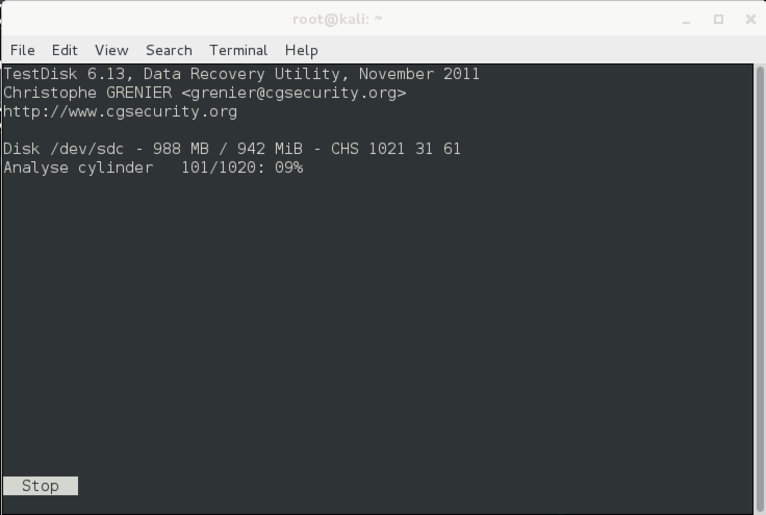 root@kali: ~
File Edit View Search Terminal Help
TestDisk 6.13, Data Recovery Utility, November 2011
Christophe GRENIER <grenier@cgsecurity.org>
http://www.cgsecurity.org
Disk /dev/sdc - 988 MB / 942 MiB - CHS 1021 31 61
Analyse cylinder   101/1020: 09%
Stop